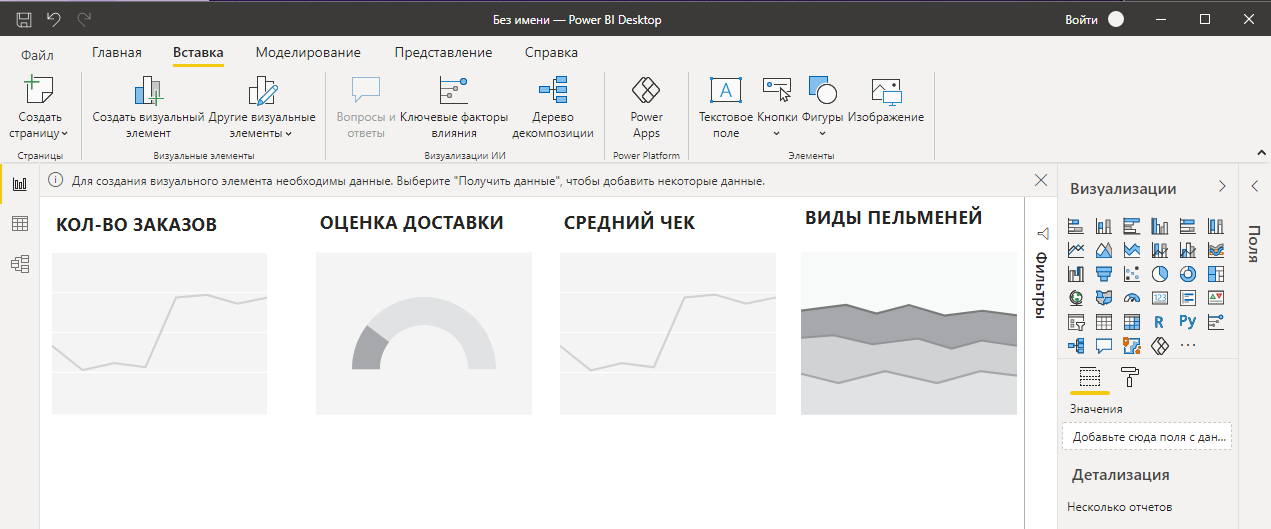 Без имени — Power BI Desktop
Войти
Файл
Главная
Вставка
Моделирование
Представление
Справка
Создать
страницу
Создать визуальный
элемент
Другие визуальные
элементы
Вопросы и
ответы
Ключевые факторы
влияния
Дерево
декомпозиции
Power
Apps
A
Текстовое
поле
Кнопки
Фигуры
Изображение
Страницы
Визуальные элементы
Визуализации ИИ
Power Platform
Элементы
Для создания визуального элемента необходимы данные. Выберите "Получить данные", чтобы добавить некоторые данные.
КОЛ-ВО ЗАКАЗОВ
ОЦЕНКА ДОСТАВКИ
СРЕДНИЙ ЧЕК
ВИДЫ ПЕЛЬМЕНЕЙ
Фильтры
Визуализации
123
R
Py
Значения
Добавьте сюда поля с дан...
Детализация
Несколько отчетов
Поля